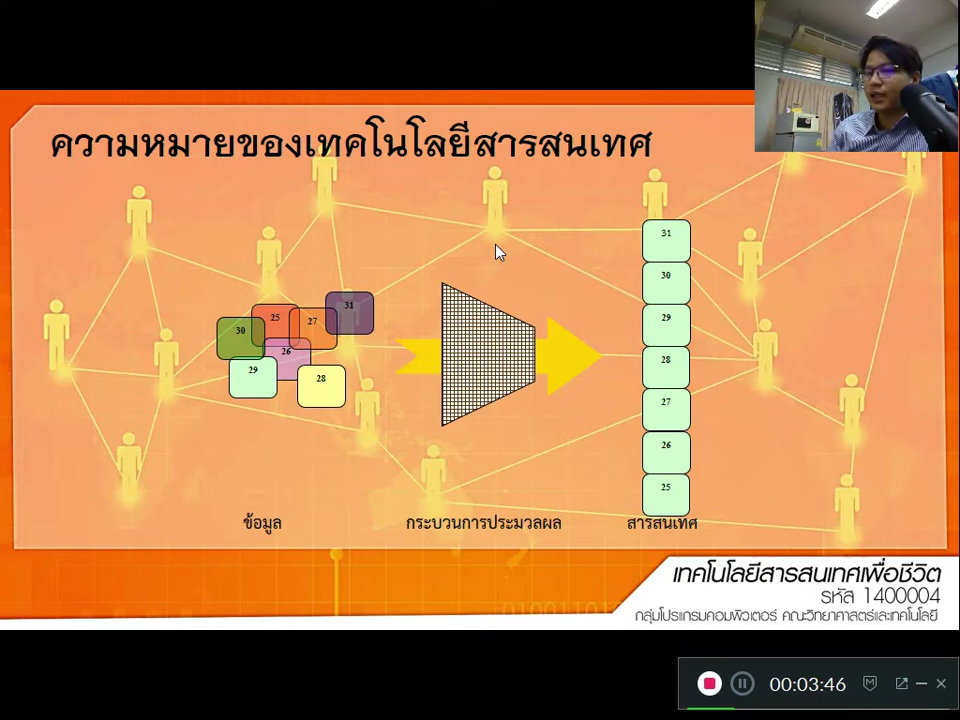 ความหมายของเทคโนโลยีสารสนเทศ
31
30
25
27
31
30
26
29
29
28
28
27
26
25
ข้อมูล
กระบวนการประมวลผล
สารสนเทศ
เทคโนโลยีสารสนเทศเพื่อชีวิต
รหัส 1400004
กลุ่มโปรแกรมคอมพิวเตอร์ คณะวิทยาศาสตร์และเทคโนโลยี
00:03:46